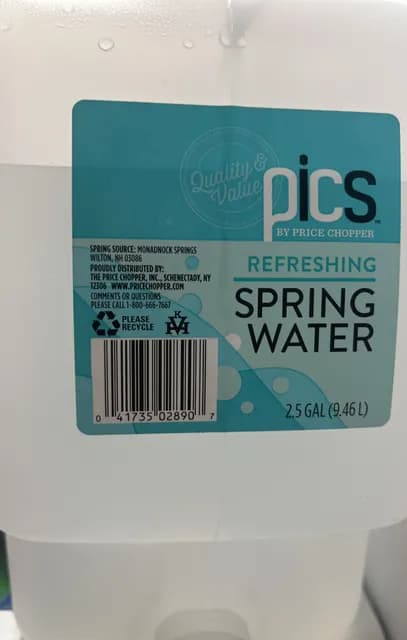 Quality &
Value
pics
BY PRICE CHOPPER
REFRESHING
SPRING
WATER
2.5 GAL (9.46 L)
SPRING SOURCE: MONADNOCK SPRINGS
WILTON, NH 03086
PROUDLY DISTRIBUTED BY:
THE PRICE CHOPPER, INC., SCHENECTADY, NY
12306 WWW.PRICECHOPPER.COM
COMMENTS OR QUESTIONS
PLEASE CALL 1-800-666-7667
PLEASE
RECYCLE
K
0 41735 02890 7